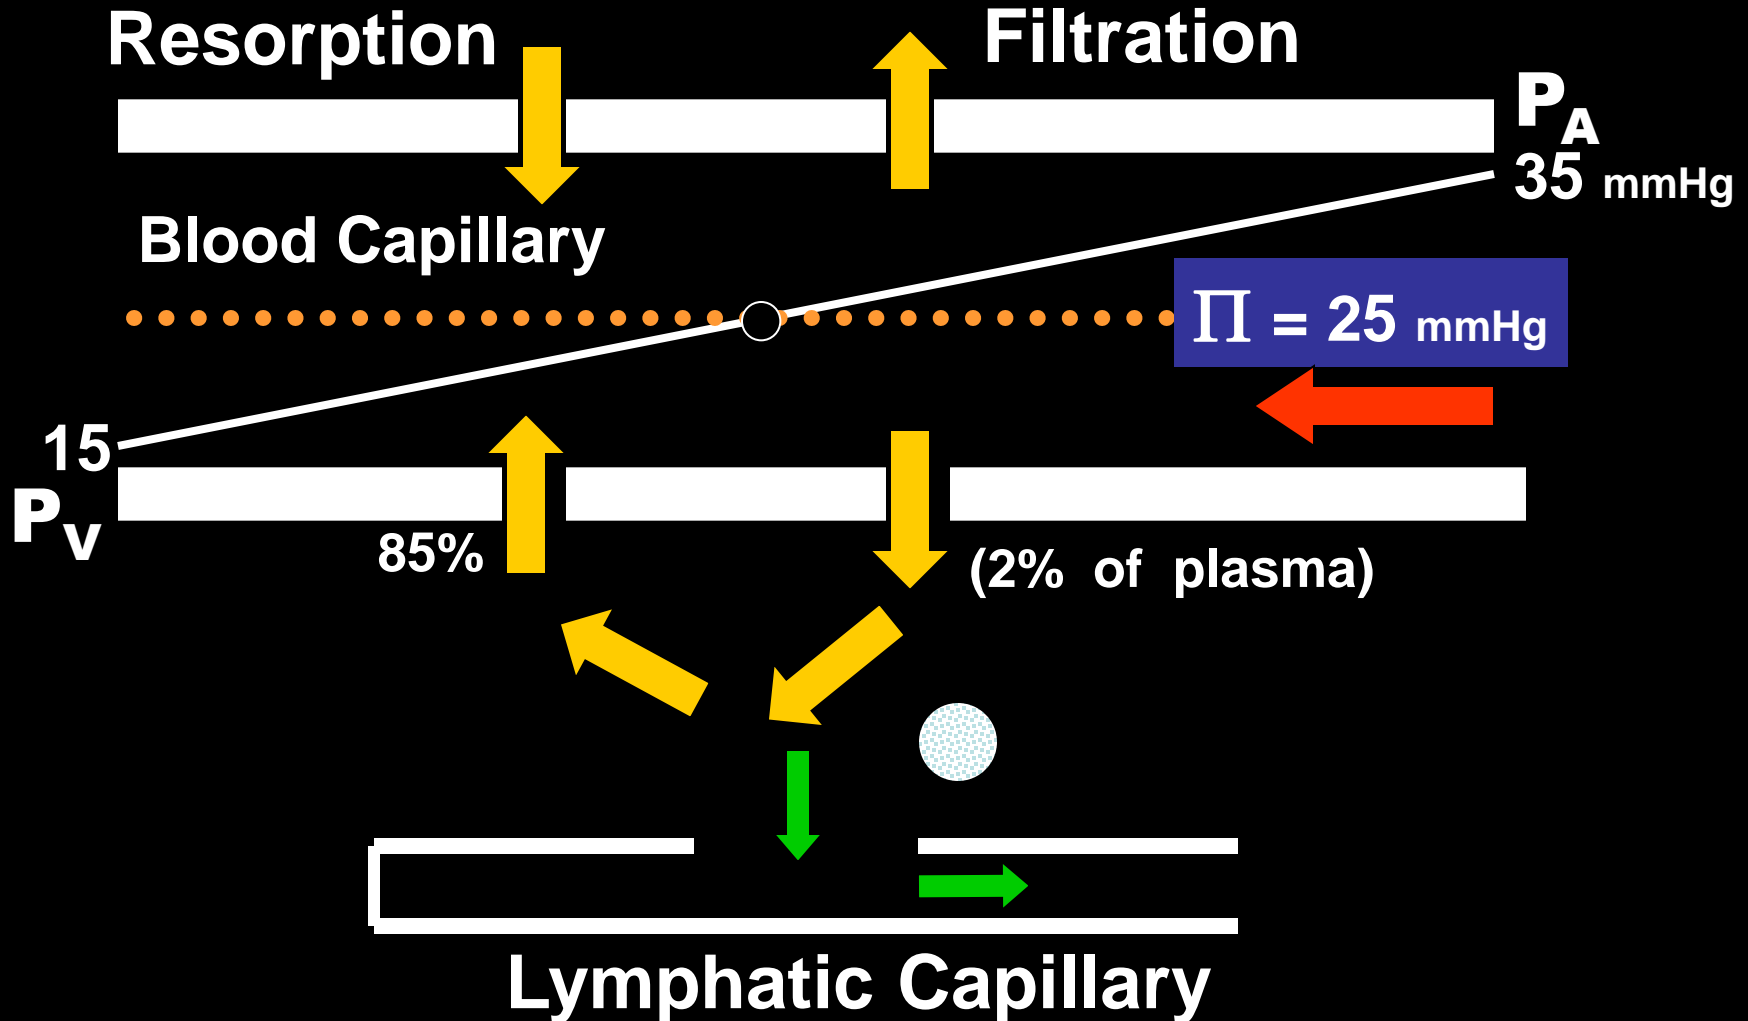 Resorption
Filtration
PA
35 mmHg
Blood Capillary
Π = 25 mmHg
15
PV
85%
(2% of plasma)
Lymphatic Capillary